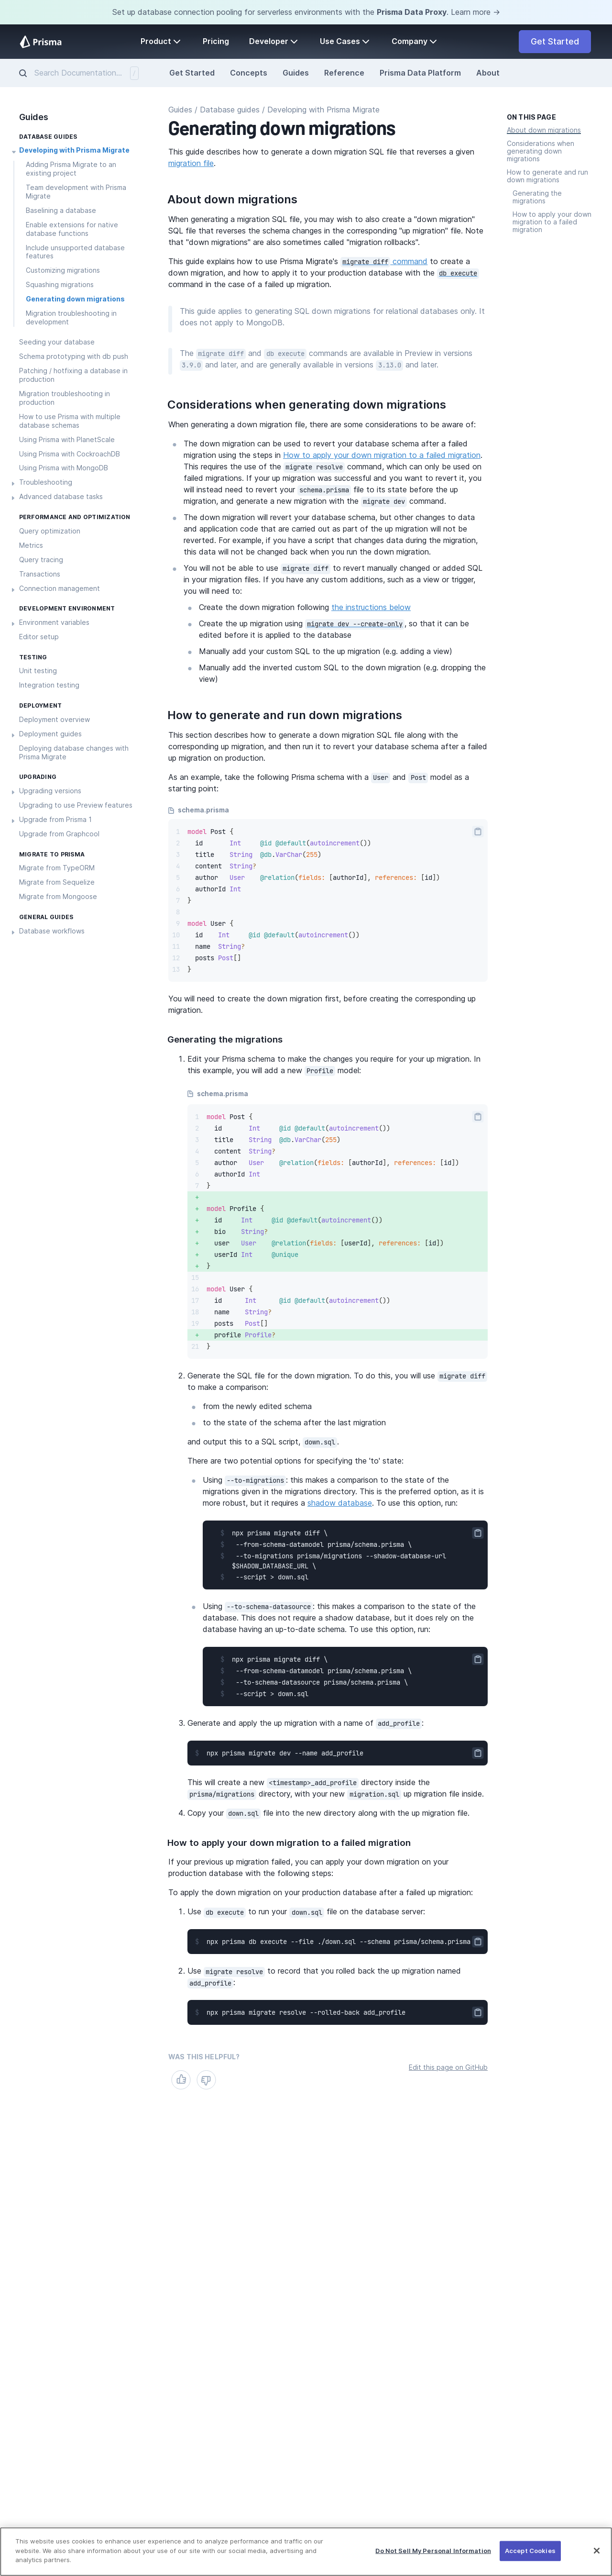 Set up database connection pooling for serverless environments with the Prisma Data Proxy. Learn more →
Prisma
Product
Pricing
Developer
Use Cases
Company
Get Started
Search Documentation...
/
Get Started
Concepts
Guides
Reference
Prisma Data Platform
About
Guides
DATABASE GUIDES
Developing with Prisma Migrate
Adding Prisma Migrate to an
existing project
Team development with Prisma
Migrate
Baselining a database
Enable extensions for native
database functions
Include unsupported database
features
Customizing migrations
Squashing migrations
Generating down migrations
Migration troubleshooting in
development
Seeding your database
Schema prototyping with db push
Patching / hotfixing a database in
production
Migration troubleshooting in
production
How to use Prisma with multiple
database schemas
Using Prisma with PlanetScale
Using Prisma with CockroachDB
Using Prisma with MongoDB
Troubleshooting
Advanced database tasks
PERFORMANCE AND OPTIMIZATION
Query optimization
Metrics
Query tracing
Transactions
Connection management
DEVELOPMENT ENVIRONMENT
Environment variables
Editor setup
TESTING
Unit testing
Integration testing
DEPLOYMENT
Deployment overview
Deployment guides
Deploying database changes with
Prisma Migrate
UPGRADING
Upgrading versions
Upgrading to use Preview features
Upgrade from Prisma 1
Upgrade from Graphcool
MIGRATE TO PRISMA
Migrate from TypeORM
Migrate from Sequelize
Migrate from Mongoose
GENERAL GUIDES
Database workflows
Guides / Database guides / Developing with Prisma Migrate
Generating down migrations
This guide describes how to generate a down migration SQL file that reverses a given
migration file.
About down migrations
When generating a migration SQL file, you may wish to also create a "down migration"
SQL file that reverses the schema changes in the corresponding "up migration" file. Note
that "down migrations" are also sometimes called "migration rollbacks".
This guide explains how to use Prisma Migrate's migrate diff command to create a
down migration, and how to apply it to your production database with the db execute
command in the case of a failed up migration.
This guide applies to generating SQL down migrations for relational databases only. It
does not apply to MongoDB.
The migrate diff and db execute commands are available in Preview in versions
3.9.0 and later, and are generally available in versions 3.13.0 and later.
Considerations when generating down migrations
When generating a down migration file, there are some considerations to be aware of:
The down migration can be used to revert your database schema after a failed
migration using the steps in How to apply your down migration to a failed migration.
This requires the use of the migrate resolve command, which can only be used on
failed migrations. If your up migration was successful and you want to revert it, you
will instead need to revert your schema.prisma file to its state before the up
migration, and generate a new migration with the migrate dev command.
The down migration will revert your database schema, but other changes to data
and application code that are carried out as part of the up migration will not be
reverted. For example, if you have a script that changes data during the migration,
this data will not be changed back when you run the down migration.
You will not be able to use migrate diff to revert manually changed or added SQL
in your migration files. If you have any custom additions, such as a view or trigger,
you will need to:
Create the down migration following the instructions below
Create the up migration using migrate dev --create-only, so that it can be
edited before it is applied to the database
Manually add your custom SQL to the up migration (e.g. adding a view)
Manually add the inverted custom SQL to the down migration (e.g. dropping the
view)
How to generate and run down migrations
This section describes how to generate a down migration SQL file along with the
corresponding up migration, and then run it to revert your database schema after a failed
up migration on production.
As an example, take the following Prisma schema with a User and Post model as a
starting point:
schema.prisma
1 model Post {
2 id Int @id @default(autoincrement())
3 title String @db.VarChar(255)
4 content String?
5 author User @relation(fields: [authorId], references: [id])
6 authorId Int
7 }
8
9 model User {
10 id Int @id @default(autoincrement())
11 name String?
12 posts Post[]
13 }
You will need to create the down migration first, before creating the corresponding up
migration.
Generating the migrations
1. Edit your Prisma schema to make the changes you require for your up migration. In
this example, you will add a new Profile model:
schema.prisma
1 model Post {
2 id Int @id @default(autoincrement())
3 title String @db.VarChar(255)
4 content String?
5 author User @relation(fields: [authorId], references: [id])
6 authorId Int
7 }
+
+ model Profile {
+ id Int @id @default(autoincrement())
+ bio String?
+ user User @relation(fields: [userId], references: [id])
+ userId Int @unique
+ }
15
16 model User {
17 id Int @id @default(autoincrement())
18 name String?
19 posts Post[]
+ profile Profile?
21 }
2. Generate the SQL file for the down migration. To do this, you will use migrate diff
to make a comparison:
from the newly edited schema
to the state of the schema after the last migration
and output this to a SQL script, down.sql.
There are two potential options for specifying the 'to' state:
Using --to-migrations: this makes a comparison to the state of the
migrations given in the migrations directory. This is the preferred option, as it is
more robust, but it requires a shadow database. To use this option, run:
$ npx prisma migrate diff \
$ --from-schema-datamodel prisma/schema.prisma \
$ --to-migrations prisma/migrations --shadow-database-url
$SHADOW_DATABASE_URL \
$ --script > down.sql
Using --to-schema-datasource: this makes a comparison to the state of the
database. This does not require a shadow database, but it does rely on the
database having an up-to-date schema. To use this option, run:
$ npx prisma migrate diff \
$ --from-schema-datamodel prisma/schema.prisma \
$ --to-schema-datasource prisma/schema.prisma \
$ --script > down.sql
3. Generate and apply the up migration with a name of add_profile:
$ npx prisma migrate dev --name add_profile
This will create a new <timestamp>_add_profile directory inside the
prisma/migrations directory, with your new migration.sql up migration file inside.
4. Copy your down.sql file into the new directory along with the up migration file.
How to apply your down migration to a failed migration
If your previous up migration failed, you can apply your down migration on your
production database with the following steps:
To apply the down migration on your production database after a failed up migration:
1. Use db execute to run your down.sql file on the database server:
$ npx prisma db execute --file ./down.sql --schema prisma/schema.prisma
2. Use migrate resolve to record that you rolled back the up migration named
add_profile:
$ npx prisma migrate resolve --rolled-back add_profile
WAS THIS HELPFUL?
Edit this page on GitHub
ON THIS PAGE
About down migrations
Considerations when
generating down
migrations
How to generate and run
down migrations
Generating the
migrations
How to apply your down
migration to a failed
migration
This website uses cookies to enhance user experience and to analyze performance and traffic on our
website. We also share information about your use of our site with our social media, advertising and
analytics partners.
Do Not Sell My Personal Information
Accept Cookies